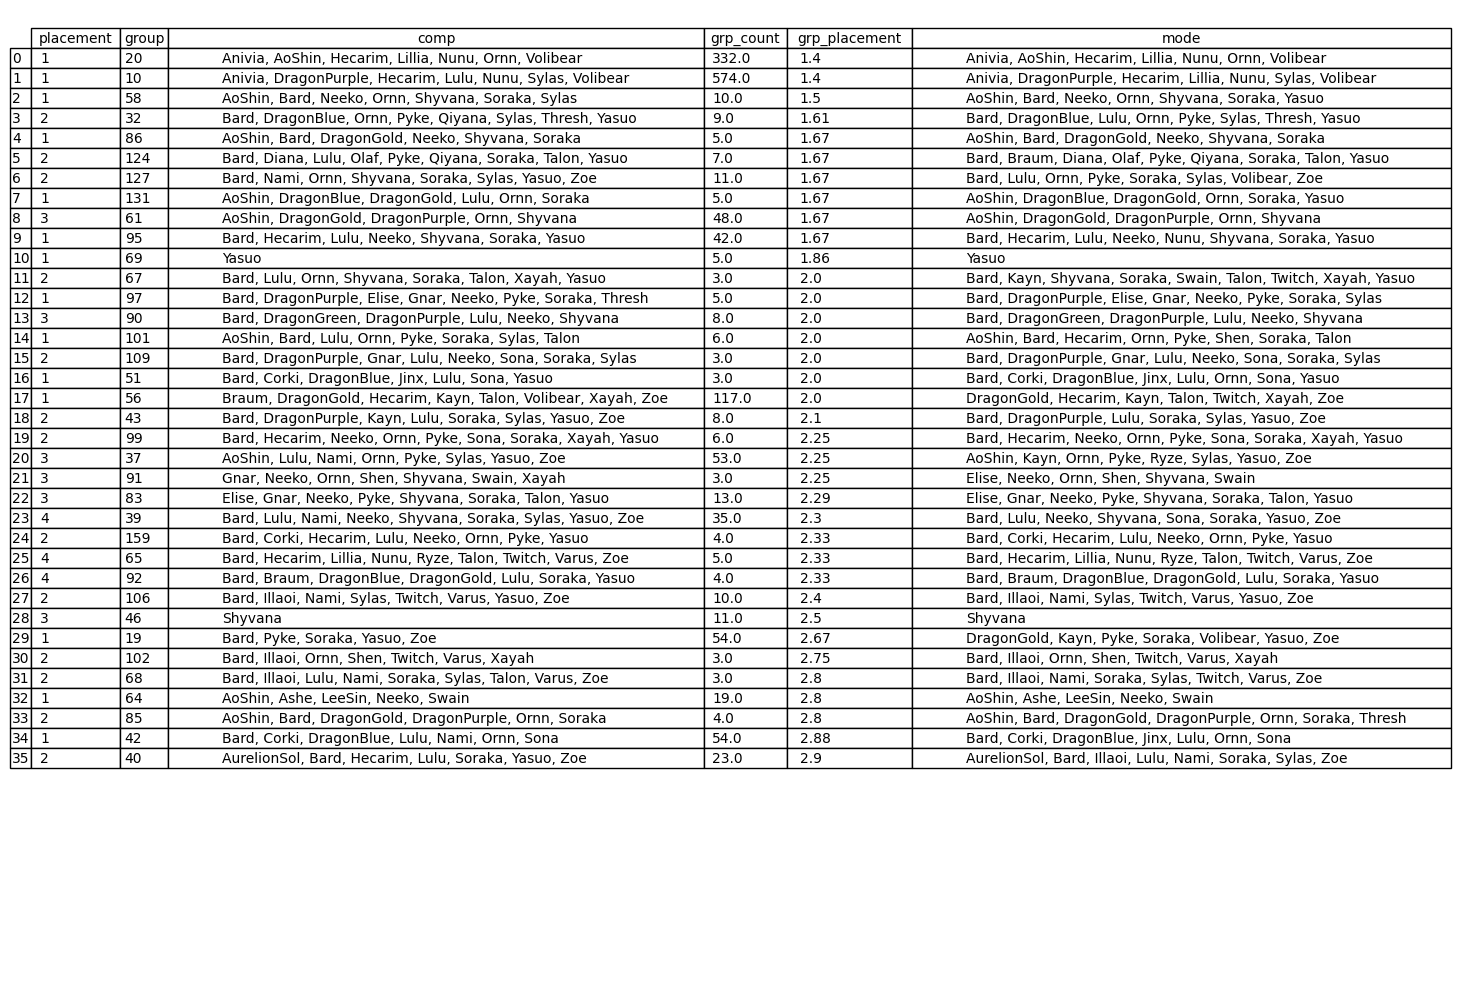 placement group comp grp_count grp_placement mode
0 1 20 Anivia, AoShin, Hecarim, Lillia, Nunu, Ornn, Volibear 332.0 1.4 Anivia, AoShin, Hecarim, Lillia, Nunu, Ornn, Volibear
1 1 10 Anivia, DragonPurple, Hecarim, Lulu, Nunu, Sylas, Volibear 574.0 1.4 Anivia, DragonPurple, Hecarim, Lillia, Nunu, Sylas, Volibear
2 1 58 AoShin, Bard, Neeko, Ornn, Shyvana, Soraka, Sylas 10.0 1.5 AoShin, Bard, Neeko, Ornn, Shyvana, Soraka, Yasuo
3 2 32 Bard, DragonBlue, Ornn, Pyke, Qiyana, Sylas, Thresh, Yasuo 9.0 1.61 Bard, DragonBlue, Lulu, Ornn, Pyke, Sylas, Thresh, Yasuo
4 1 86 AoShin, Bard, DragonGold, Neeko, Shyvana, Soraka 5.0 1.67 AoShin, Bard, DragonGold, Neeko, Shyvana, Soraka
5 2 124 Bard, Diana, Lulu, Olaf, Pyke, Qiyana, Soraka, Talon, Yasuo 7.0 1.67 Bard, Braum, Diana, Olaf, Pyke, Qiyana, Soraka, Talon, Yasuo
6 2 127 Bard, Nami, Ornn, Shyvana, Soraka, Sylas, Yasuo, Zoe 11.0 1.67 Bard, Lulu, Ornn, Pyke, Soraka, Sylas, Volibear, Zoe
7 1 131 AoShin, DragonBlue, DragonGold, Lulu, Ornn, Soraka 5.0 1.67 AoShin, DragonBlue, DragonGold, Ornn, Soraka, Yasuo
8 3 61 AoShin, DragonGold, DragonPurple, Ornn, Shyvana 48.0 1.67 AoShin, DragonGold, DragonPurple, Ornn, Shyvana
9 1 95 Bard, Hecarim, Lulu, Neeko, Shyvana, Soraka, Yasuo 42.0 1.67 Bard, Hecarim, Lulu, Neeko, Nunu, Shyvana, Soraka, Yasuo
10 1 69 Yasuo 5.0 1.86 Yasuo
11 2 67 Bard, Lulu, Ornn, Shyvana, Soraka, Talon, Xayah, Yasuo 3.0 2.0 Bard, Kayn, Shyvana, Soraka, Swain, Talon, Twitch, Xayah, Yasuo
12 1 97 Bard, DragonPurple, Elise, Gnar, Neeko, Pyke, Soraka, Thresh 5.0 2.0 Bard, DragonPurple, Elise, Gnar, Neeko, Pyke, Soraka, Sylas
13 3 90 Bard, DragonGreen, DragonPurple, Lulu, Neeko, Shyvana 8.0 2.0 Bard, DragonGreen, DragonPurple, Lulu, Neeko, Shyvana
14 1 101 AoShin, Bard, Lulu, Ornn, Pyke, Soraka, Sylas, Talon 6.0 2.0 AoShin, Bard, Hecarim, Ornn, Pyke, Shen, Soraka, Talon
15 2 109 Bard, DragonPurple, Gnar, Lulu, Neeko, Sona, Soraka, Sylas 3.0 2.0 Bard, DragonPurple, Gnar, Lulu, Neeko, Sona, Soraka, Sylas
16 1 51 Bard, Corki, DragonBlue, Jinx, Lulu, Sona, Yasuo 3.0 2.0 Bard, Corki, DragonBlue, Jinx, Lulu, Ornn, Sona, Yasuo
17 1 56 Braum, DragonGold, Hecarim, Kayn, Talon, Volibear, Xayah, Zoe 117.0 2.0 DragonGold, Hecarim, Kayn, Talon, Twitch, Xayah, Zoe
18 2 43 Bard, DragonPurple, Kayn, Lulu, Soraka, Sylas, Yasuo, Zoe 8.0 2.1 Bard, DragonPurple, Lulu, Soraka, Sylas, Yasuo, Zoe
19 2 99 Bard, Hecarim, Neeko, Ornn, Pyke, Sona, Soraka, Xayah, Yasuo 6.0 2.25 Bard, Hecarim, Neeko, Ornn, Pyke, Sona, Soraka, Xayah, Yasuo
20 3 37 AoShin, Lulu, Nami, Ornn, Pyke, Sylas, Yasuo, Zoe 53.0 2.25 AoShin, Kayn, Ornn, Pyke, Ryze, Sylas, Yasuo, Zoe
21 3 91 Gnar, Neeko, Ornn, Shen, Shyvana, Swain, Xayah 3.0 2.25 Elise, Neeko, Ornn, Shen, Shyvana, Swain
22 3 83 Elise, Gnar, Neeko, Pyke, Shyvana, Soraka, Talon, Yasuo 13.0 2.29 Elise, Gnar, Neeko, Pyke, Shyvana, Soraka, Talon, Yasuo
23 4 39 Bard, Lulu, Nami, Neeko, Shyvana, Soraka, Sylas, Yasuo, Zoe 35.0 2.3 Bard, Lulu, Neeko, Shyvana, Sona, Soraka, Yasuo, Zoe
24 2 159 Bard, Corki, Hecarim, Lulu, Neeko, Ornn, Pyke, Yasuo 4.0 2.33 Bard, Corki, Hecarim, Lulu, Neeko, Ornn, Pyke, Yasuo
25 4 65 Bard, Hecarim, Lillia, Nunu, Ryze, Talon, Twitch, Varus, Zoe 5.0 2.33 Bard, Hecarim, Lillia, Nunu, Ryze, Talon, Twitch, Varus, Zoe
26 4 92 Bard, Braum, DragonBlue, DragonGold, Lulu, Soraka, Yasuo 4.0 2.33 Bard, Braum, DragonBlue, DragonGold, Lulu, Soraka, Yasuo
27 2 106 Bard, Illaoi, Nami, Sylas, Twitch, Varus, Yasuo, Zoe 10.0 2.4 Bard, Illaoi, Nami, Sylas, Twitch, Varus, Yasuo, Zoe
28 3 46 Shyvana 11.0 2.5 Shyvana
29 1 19 Bard, Pyke, Soraka, Yasuo, Zoe 54.0 2.67 DragonGold, Kayn, Pyke, Soraka, Volibear, Yasuo, Zoe
30 2 102 Bard, Illaoi, Ornn, Shen, Twitch, Varus, Xayah 3.0 2.75 Bard, Illaoi, Ornn, Shen, Twitch, Varus, Xayah
31 2 68 Bard, Illaoi, Lulu, Nami, Soraka, Sylas, Talon, Varus, Zoe 3.0 2.8 Bard, Illaoi, Nami, Soraka, Sylas, Twitch, Varus, Zoe
32 1 64 AoShin, Ashe, LeeSin, Neeko, Swain 19.0 2.8 AoShin, Ashe, LeeSin, Neeko, Swain
33 2 85 AoShin, Bard, DragonGold, DragonPurple, Ornn, Soraka 4.0 2.8 AoShin, Bard, DragonGold, DragonPurple, Ornn, Soraka, Thresh
34 1 42 Bard, Corki, DragonBlue, Lulu, Nami, Ornn, Sona 54.0 2.88 Bard, Corki, DragonBlue, Jinx, Lulu, Ornn, Sona
35 2 40 AurelionSol, Bard, Hecarim, Lulu, Soraka, Yasuo, Zoe 23.0 2.9 AurelionSol, Bard, Illaoi, Lulu, Nami, Soraka, Sylas, Zoe